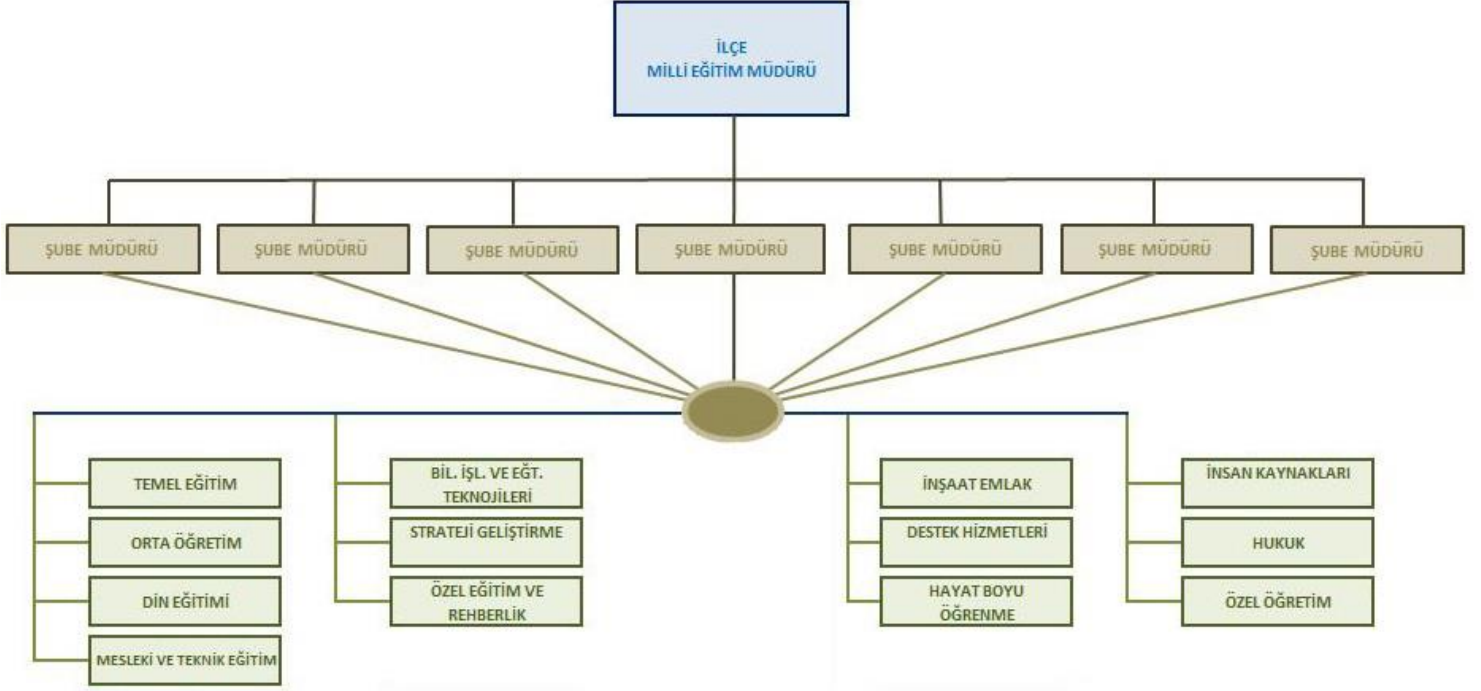 İLÇE
MİLLİ EĞİTİM MÜDÜRÜ
ŞUBE MÜDÜRÜ
ŞUBE MÜDÜRÜ
ŞUBE MÜDÜRÜ
ŞUBE MÜDÜRÜ
ŞUBE MÜDÜRÜ
ŞUBE MÜDÜRÜ
ŞUBE MÜDÜRÜ
TEMEL EĞİTİM
ORTA ÖĞRETİM
DİN EĞİTİMİ
MESLEKİ VE TEKNİK EĞİTİM
BİL. İŞL. VE EĞT.
TEKNOJİLERİ
STRATEJİ GELİŞTİRME
ÖZEL EĞİTİM VE
REHBERLİK
İNŞAAT EMLAK
DESTEK HİZMETLERİ
HAYAT BOYU
ÖĞRENME
İNSAN KAYNAKLARI
HUKUK
ÖZEL ÖĞRETİM